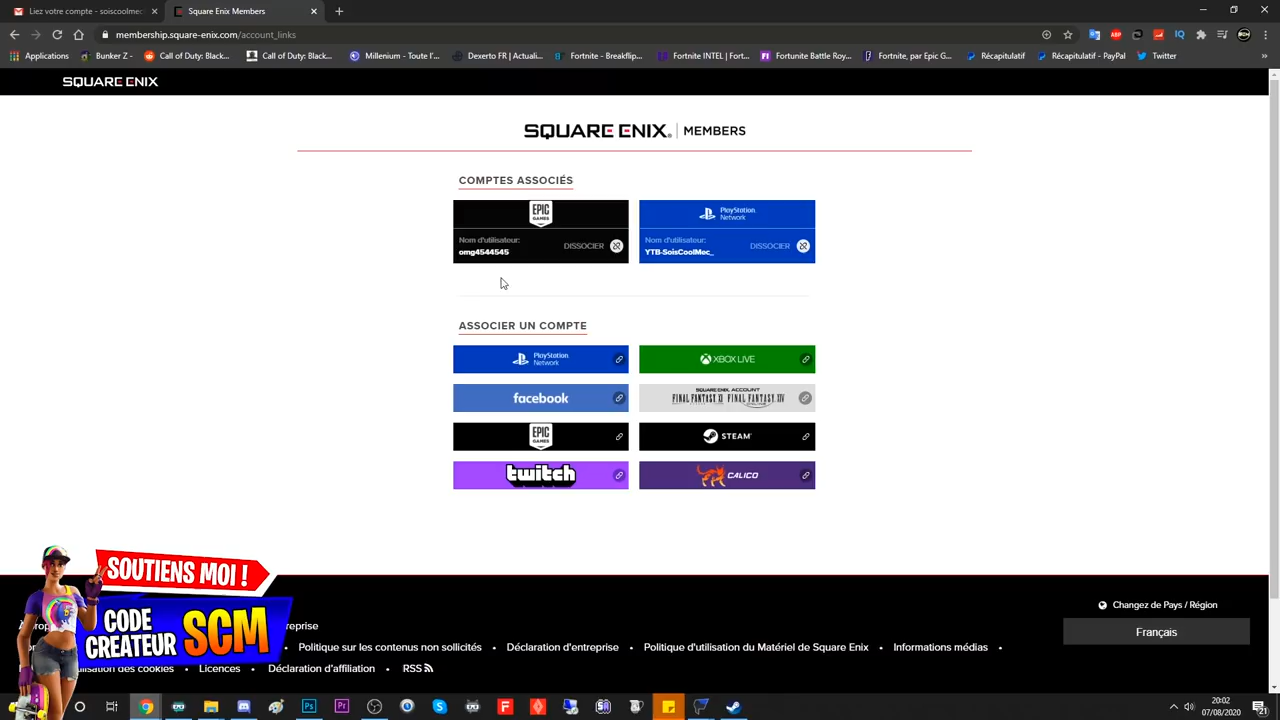 Liez votre compte - soiscoolmec
Square Enix Members
membership.square-enix.com/account_links
Applications
Bunker Z -
Call of Duty: Black...
Call of Duty: Black...
Millenium - Toute l'i...
Dexerto FR | Actuali...
Fortnite - Breakflip...
Fortnite INTEL | Fort...
Fortunite Battle Roy...
Fortnite, par Epic G...
Récapitulatif
Récapitulatif - PayPal
Twitter
SQUARE ENIX
SQUARE ENIX® | MEMBERS
COMPTES ASSOCIÉS
EPIC GAMES
PlayStation
Network
Nom d'utilisateur:
omg4544545
DISSOCIER
Nom d'utilisateur:
YTB-SoisCoolMec_
DISSOCIER
ASSOCIER UN COMPTE
PlayStation
Network
XBOX LIVE
facebook
SQUARE ENIX ACCOUNT
FINAL FANTASY XI FINAL FANTASY XIV
EPIC GAMES
STEAM
twitch
CALICO
SOUTIENS MOI !
CODE
CREATEUR SCM
Changez de Pays / Région
Français
Politique sur les contenus non sollicités • Déclaration d'entreprise • Politique d'utilisation du Matériel de Square Enix • Informations médias •
des cookies • Licences • Déclaration d'affiliation • RSS
20:02
07/08/2020